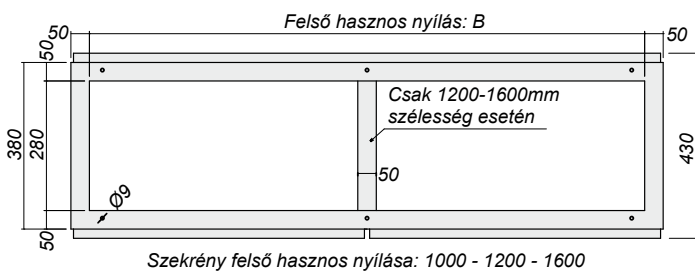 Felső hasznos nyílás: B
50
50
50
380
280
Csak 1200-1600mm
szélesség esetén
430
50
Ø9
50
Szekrény felső hasznos nyílása: 1000 - 1200 - 1600